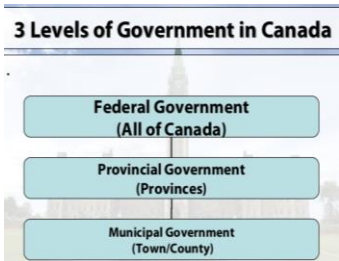 3 Levels of Government in Canada
Federal Government
(All of Canada)
Provincial Government
(Provinces)
Municipal Government
(Town/County)